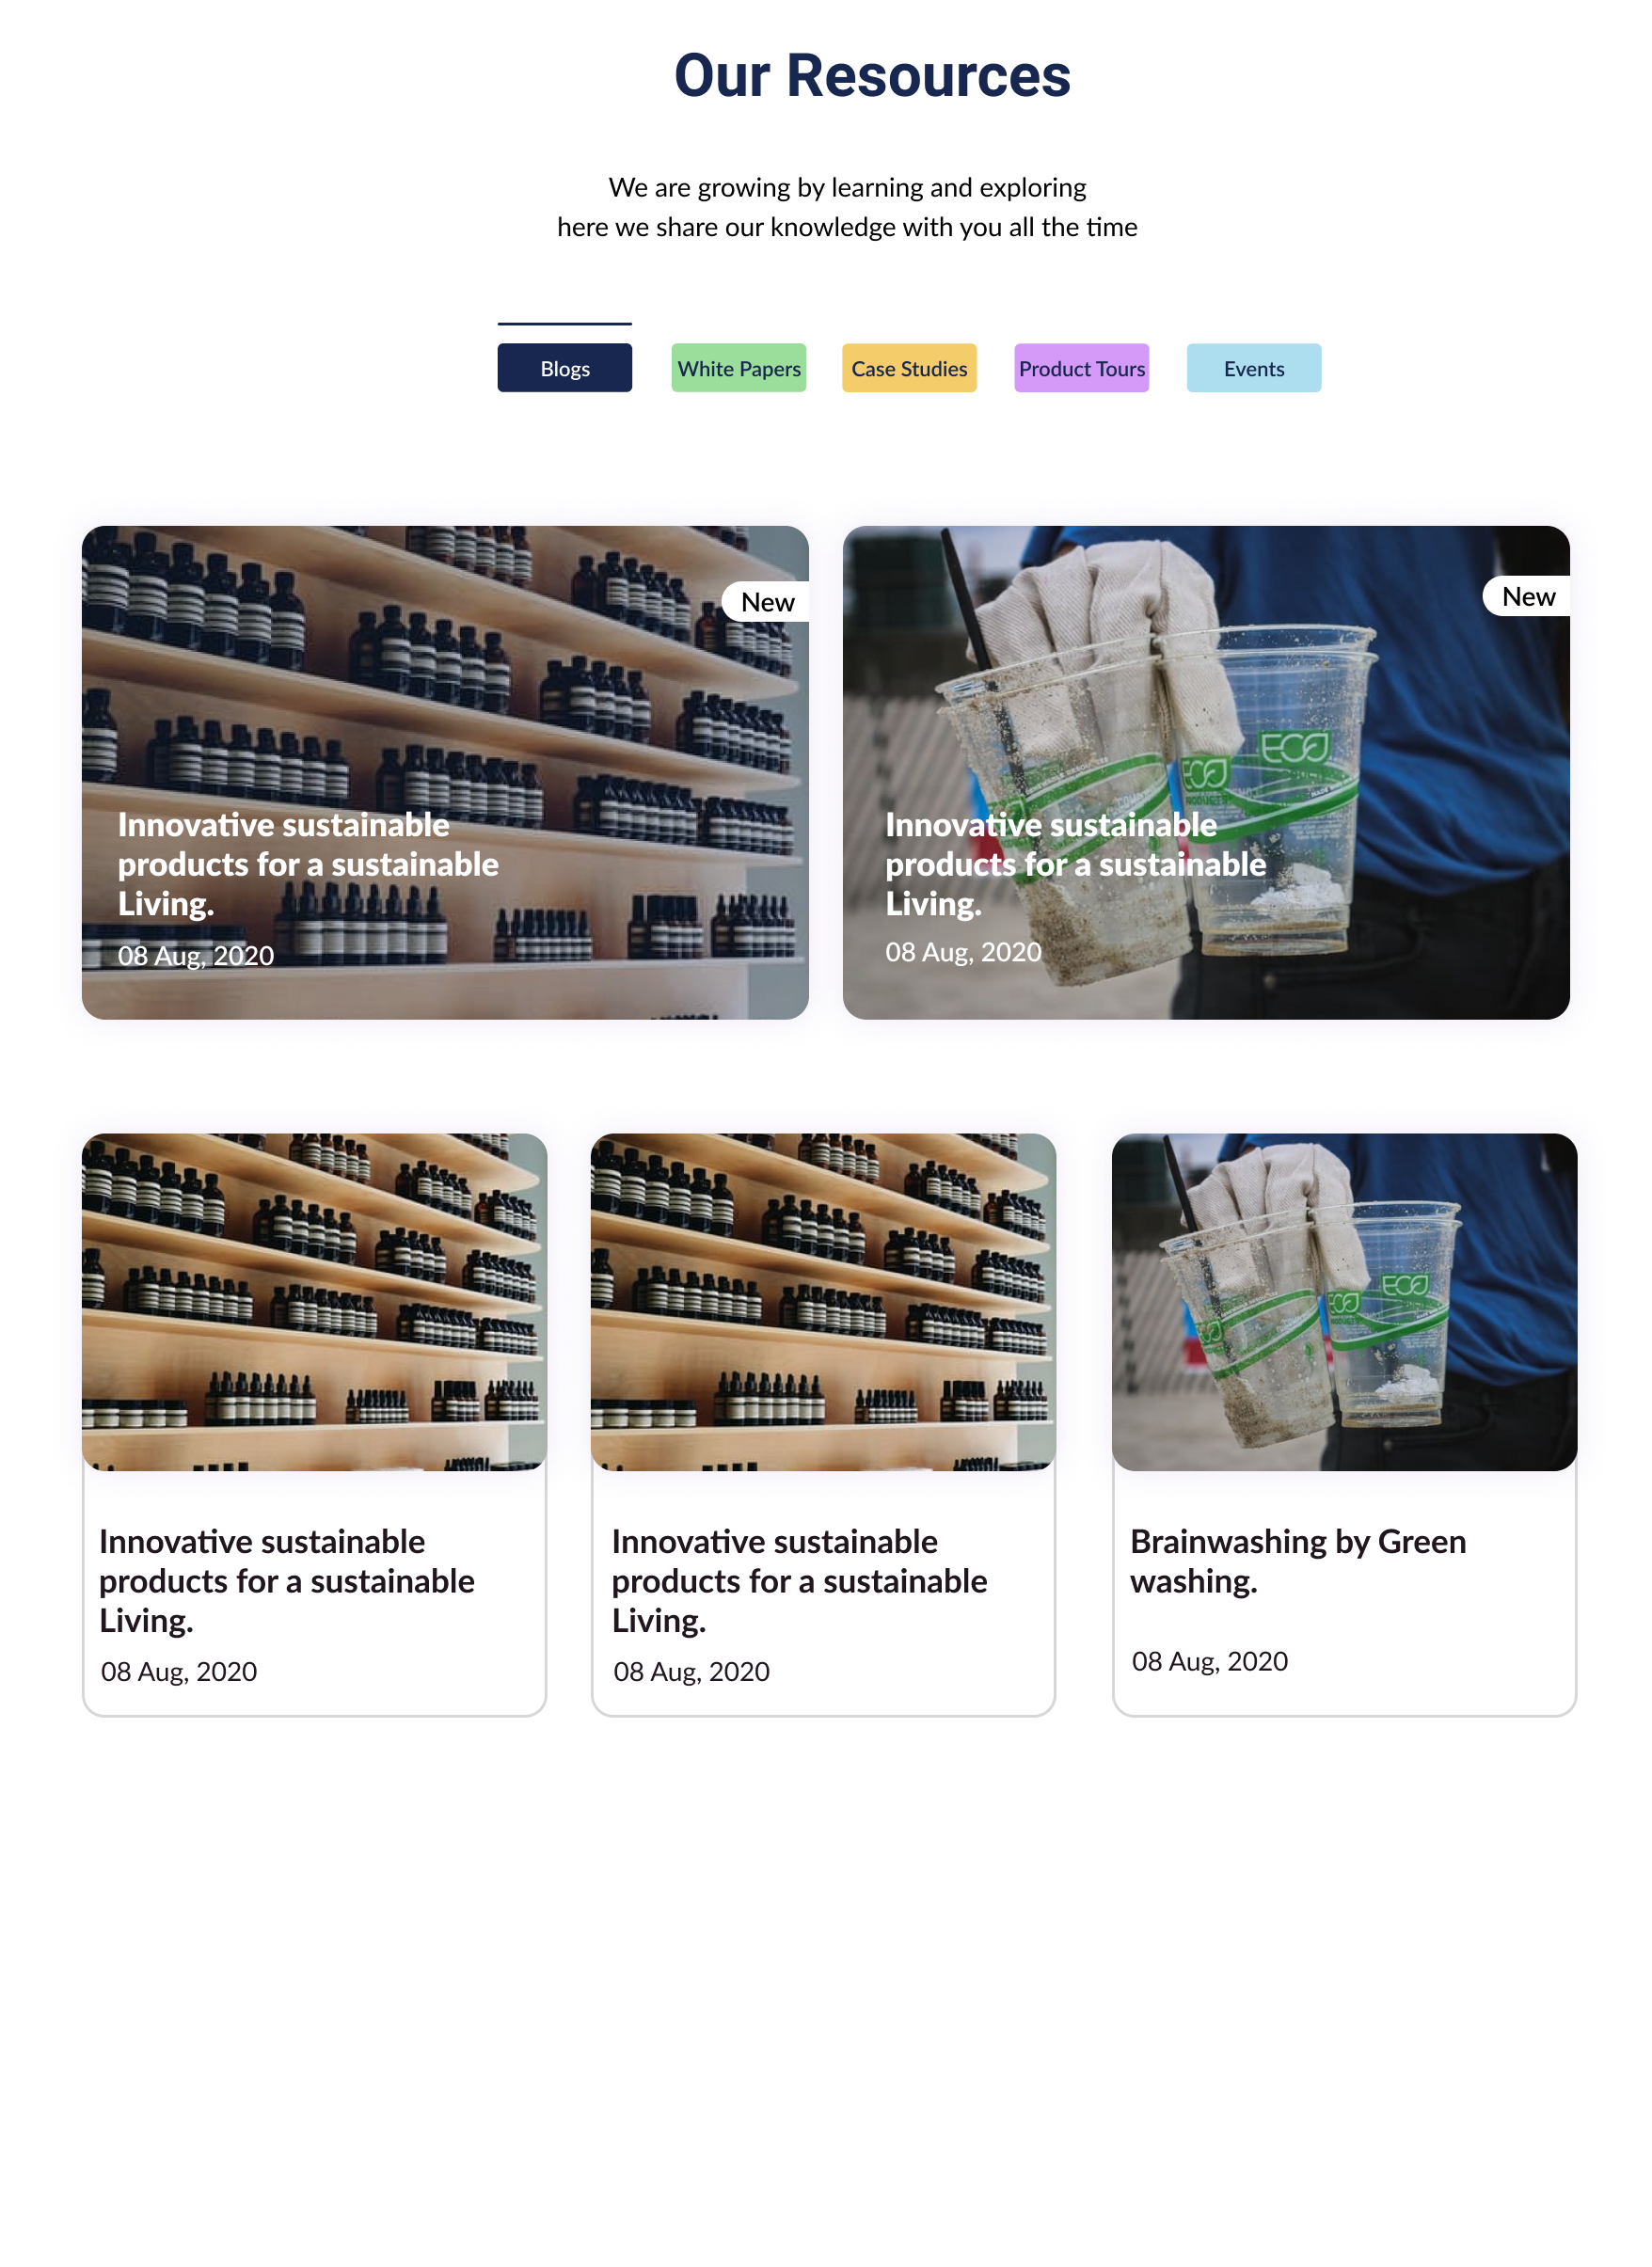 Our Resources
We are growing by learning and exploring
here we share our knowledge with you all the time
Blogs
White Papers
Case Studies
Product Tours
Events
New
Innovative sustainable
products for a sustainable
Living.
08 Aug, 2020
New
ECO
ECO
Innovative sustainable
products for a sustainable
Living.
08 Aug, 2020
Innovative sustainable
products for a sustainable
Living.
08 Aug, 2020
Innovative sustainable
products for a sustainable
Living.
08 Aug, 2020
ECO
ECO
Brainwashing by Green
washing.
08 Aug, 2020